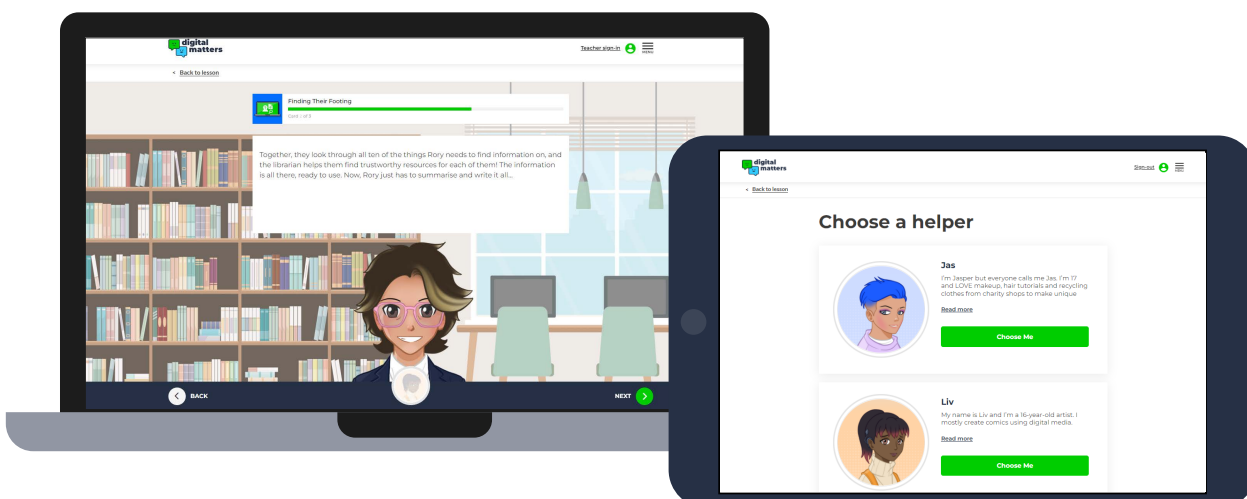 digital
matters
Teacher sign-in
MENU
< Back to lesson
Finding Their Footing
Together, they look through all ten of the things Rory needs to find information on, and
the librarian helps them find trustworthy resources for each of them! The information
is all there, ready to use. Now, Rory just has to summarise and write it all...
BACK
NEXT
digital
matters
Sign-out
< Back to lesson
Choose a helper
Jas
I'm Jasper but everyone calls me Jas. I'm 17
and LOVE makeup, hair tutorials and recycling
clothes from charity shops to make unique
Read more
Choose Me
Liv
My name is Liv and I'm a 16-year-old artist. I
mostly create comics using digital media.
Read more
Choose Me